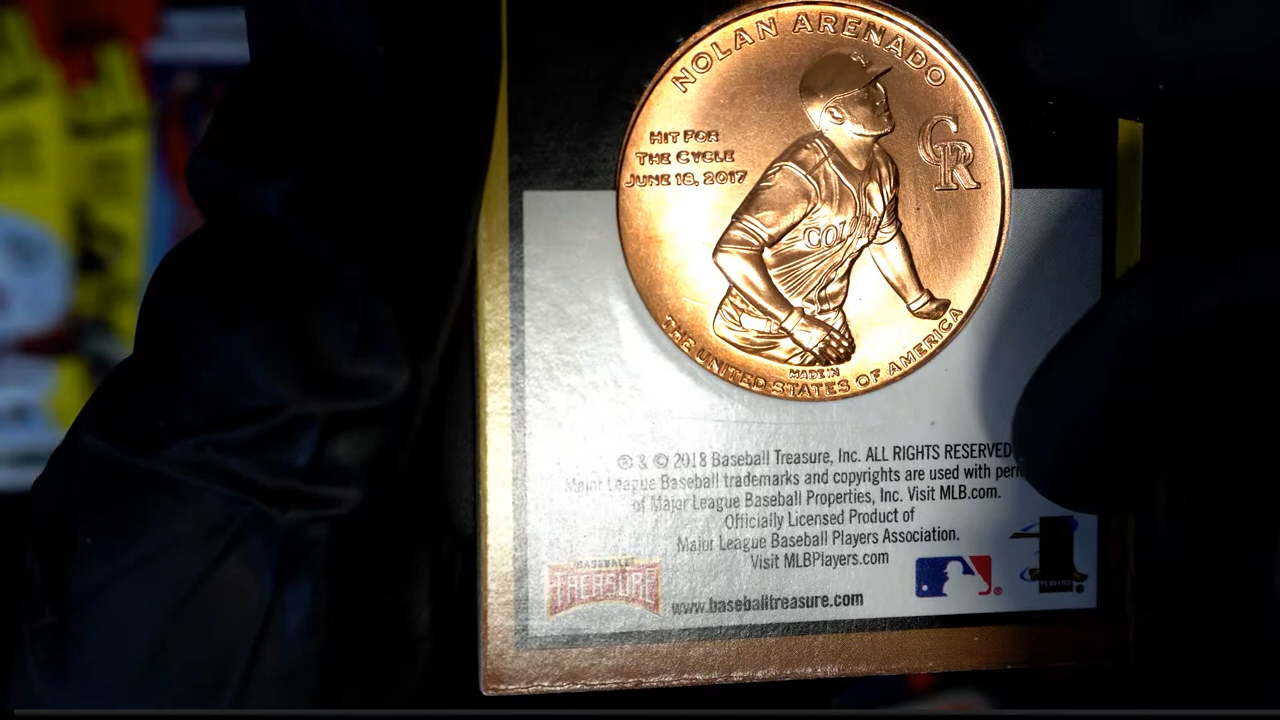 NOLAN ARENADO
HIT FOR
THE CYCLE
JUNE 18, 2017
CR
COLOR
MADE IN
THE UNITED STATES OF AMERICA
® & © 2018 Baseball Treasure, Inc. ALL RIGHTS RESERVED
Major League Baseball trademarks and copyrights are used with
of Major League Baseball Properties, Inc. Visit MLB.com.
Officially Licensed Product of
Major League Baseball Players Association.
Visit MLBPlayers.com
BASEBALL
TREASURE
www.baseballtreasure.com
PLAYERS